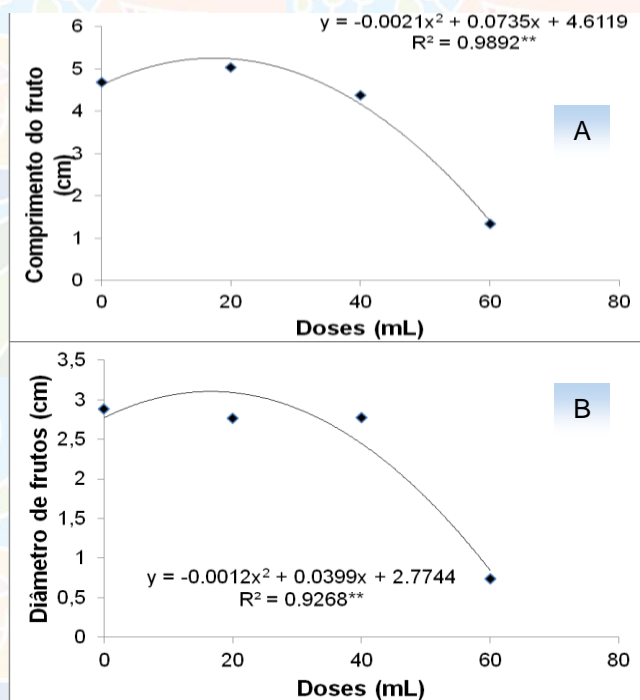 y = -0.0021x² + 0.0735x + 4.6119
R² = 0.9892**
A
Comprimento do fruto
(cm)
6
5
4
3
2
1
0
0 20 40 60 80
Doses (mL)
B
Diâmetro de frutos (cm)
3,5
3
2,5
2
1,5
1
0,5
0
y = -0.0012x² + 0.0399x + 2.7744
R² = 0.9268**
0 20 40 60 80
Doses (mL)